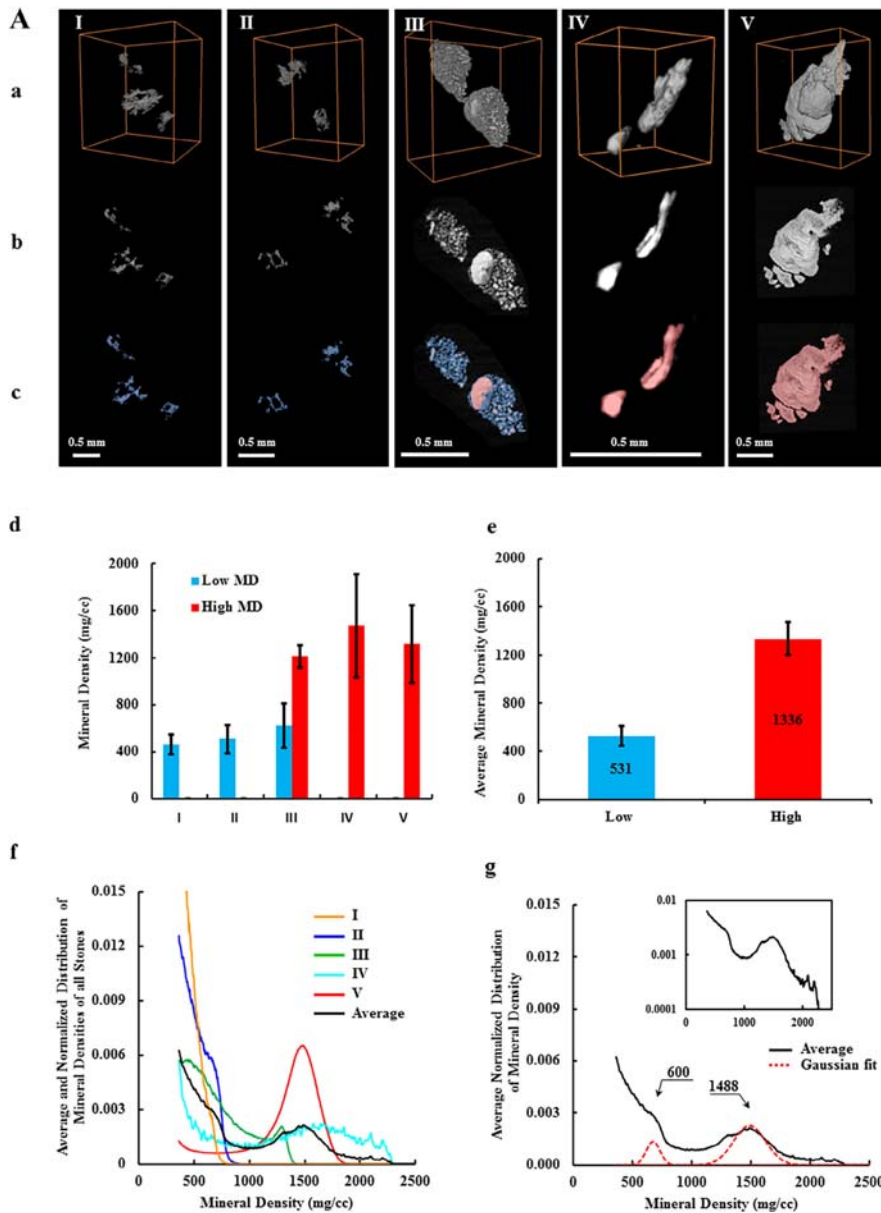 A
I II III IV V
a
b
c
0.5 mm 0.5 mm 0.5 mm 0.5 mm 0.5 mm
d
Mineral Density (mg/cc)
2000
1600
1200
800
400
0
Low MD
High MD
I II III IV V
e
Average Mineral Density (mg/cc)
2000
1600
1200
800
400
0
531
1336
Low High
f
Average and Normalized Distribution of
Mineral Densities of all Stones
0.015
0.012
0.009
0.006
0.003
0
I
II
III
IV
V
Average
0 500 1000 1500 2000 2500
Mineral Density (mg/cc)
g
Average Normalized Distribution
of Mineral Density
0.015
0.012
0.009
0.006
0.003
0.000
0.01
0.001
0.0001
0 1000 2000
Average
Gaussian fit
600
1488
0 500 1000 1500 2000 2500
Mineral Density (mg/cc)